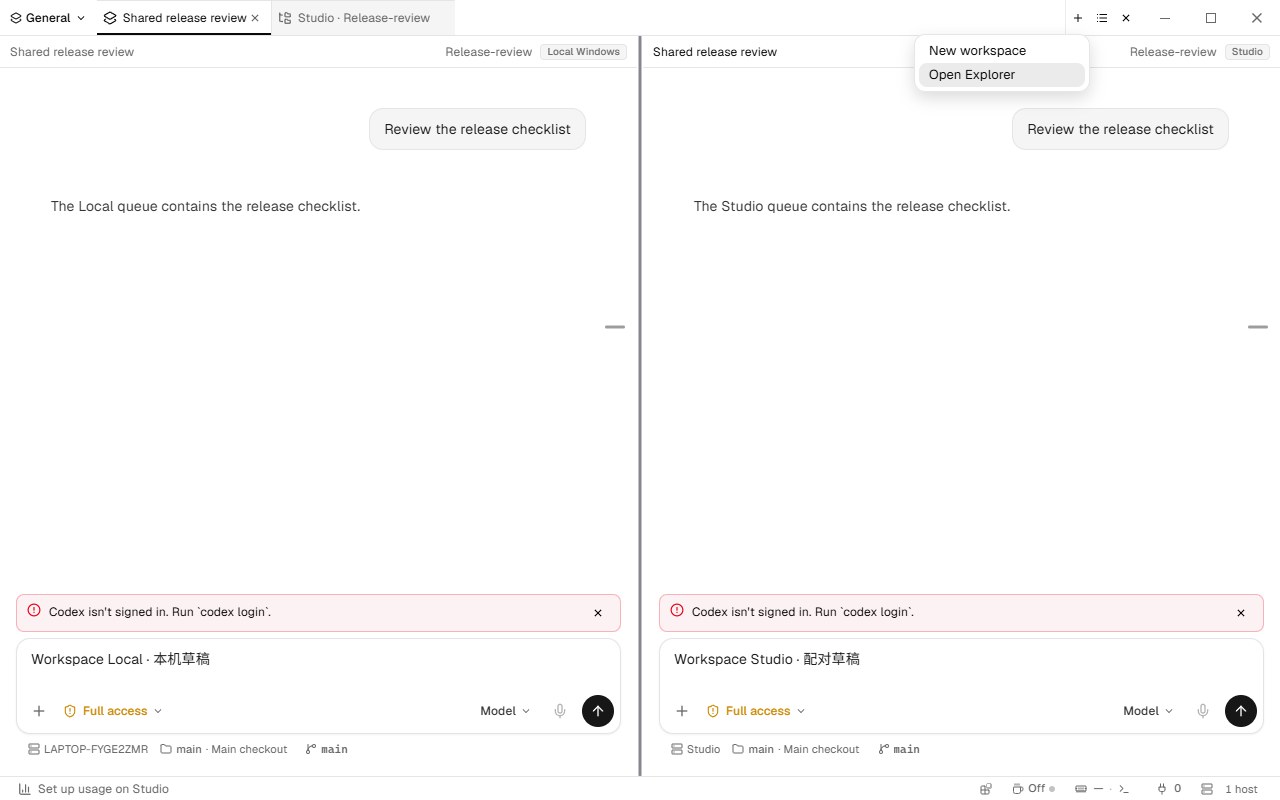 General
Shared release review
Studio · Release-review
Shared release review
Release-review
Local Windows
Shared release review
Release-review
Studio
New workspace
Open Explorer
Review the release checklist
Review the release checklist
The Local queue contains the release checklist.
The Studio queue contains the release checklist.
Codex isn't signed in. Run `codex login`.
Codex isn't signed in. Run `codex login`.
Workspace Local · 本机草稿
Workspace Studio · 配对草稿
Full access
Model
Full access
Model
LAPTOP-FYGE2ZMR
main · Main checkout
main
Studio
main · Main checkout
main
Set up usage on Studio
Off
— ·
0
1 host